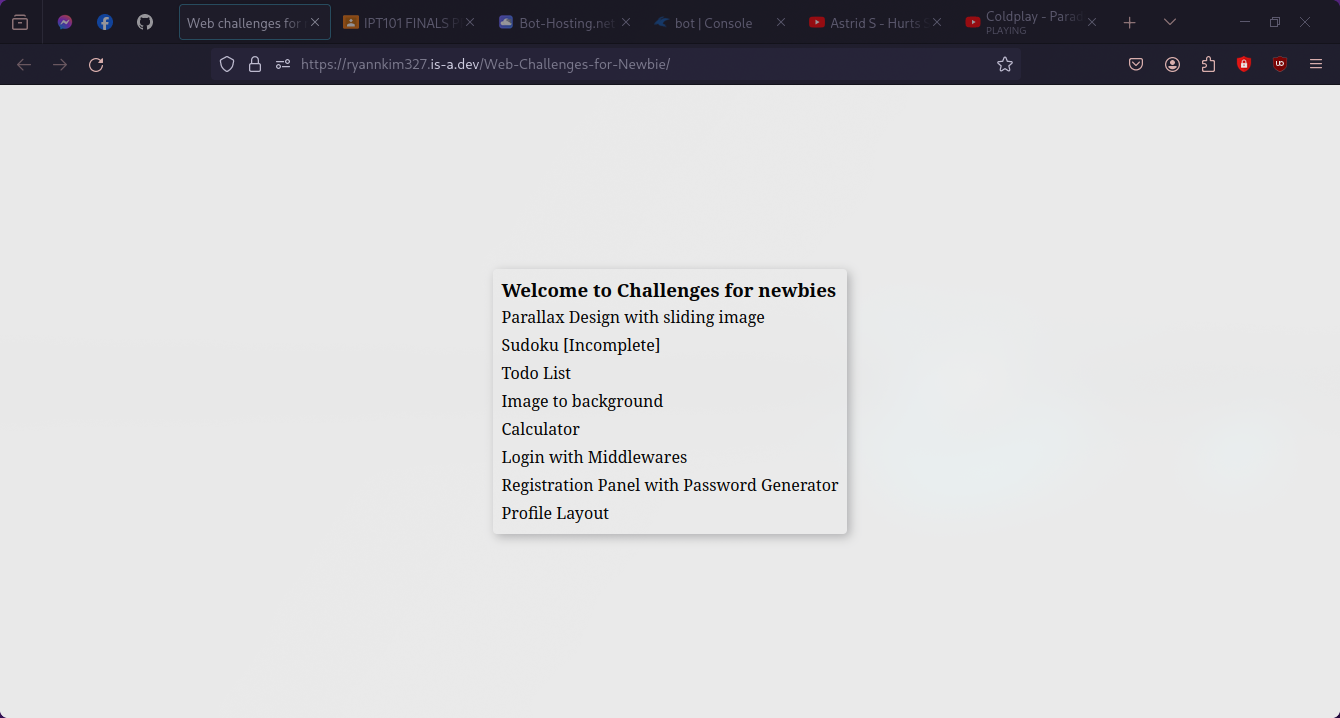 Web challenges for
IPT101 FINALS P
Bot-Hosting.net
bot | Console
Astrid S - Hurts S
Coldplay - Parad
PLAYING
https://ryannkim327.is-a.dev/Web-Challenges-for-Newbie/
Welcome to Challenges for newbies
Parallax Design with sliding image
Sudoku [Incomplete]
Todo List
Image to background
Calculator
Login with Middlewares
Registration Panel with Password Generator
Profile Layout